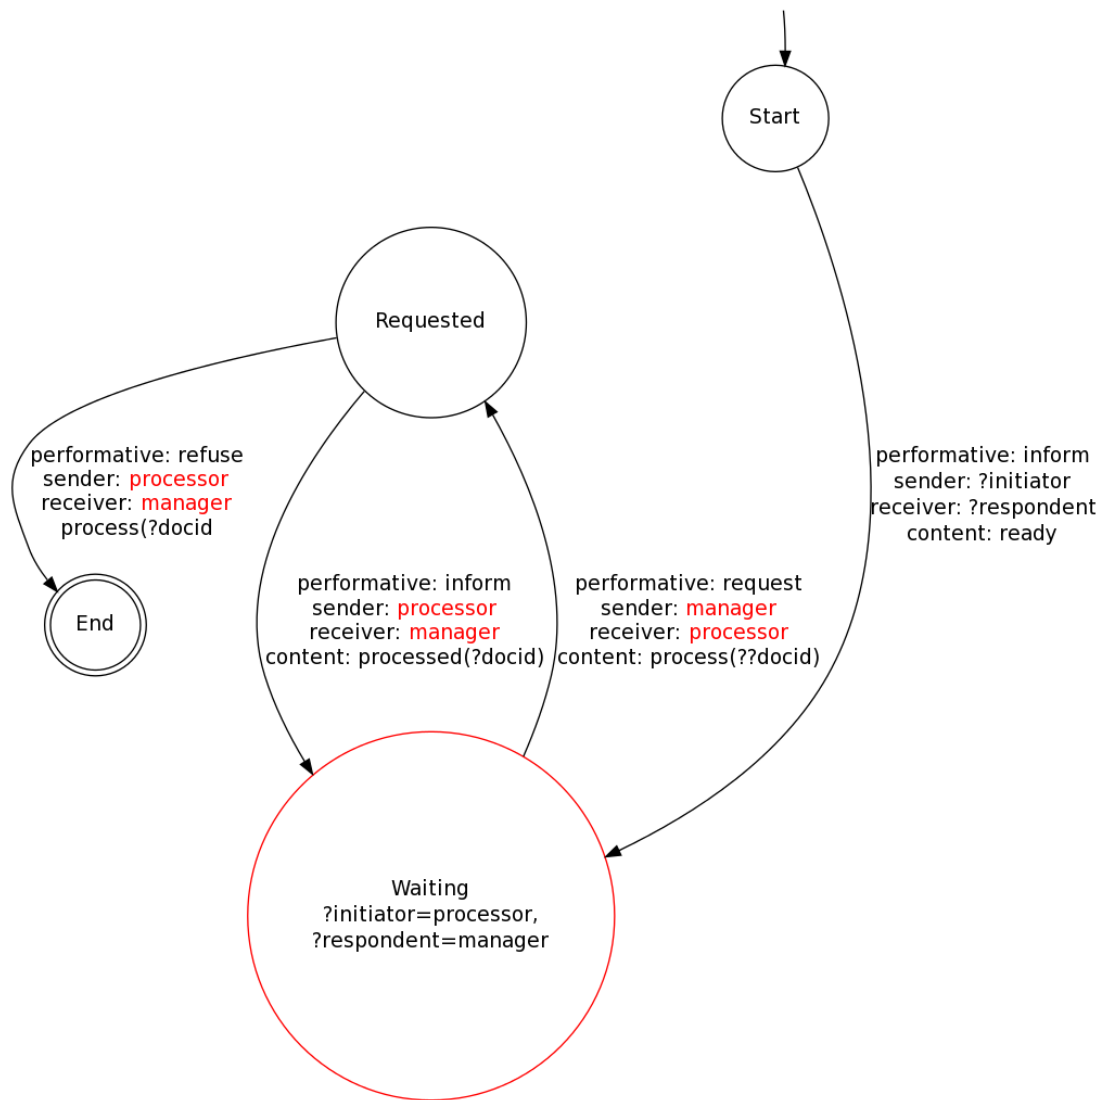 Start
Requested
performative: refuse
sender: processor
receiver: manager
process(?docid
performative: inform
sender: ?initiator
receiver: ?respondent
content: ready
performative: inform
sender: processor
receiver: manager
content: processed(?docid)
performative: request
sender: manager
receiver: processor
content: process(??docid)
End
Waiting
?initiator=processor,
?respondent=manager